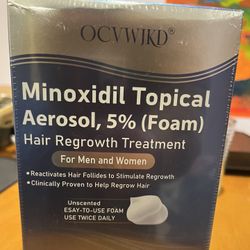 OCVWIKD®
Minoxidil Topical
Aerosol, 5% (Foam)
Hair Regrowth Treatment
For Men and Women
•Reactivates Hair Follides to Stimulate Regrowth
•Clinically Proven to Help Regrow Hair
Unscented
ESAY-TO-USE FOAM
USE TWICE DAILY